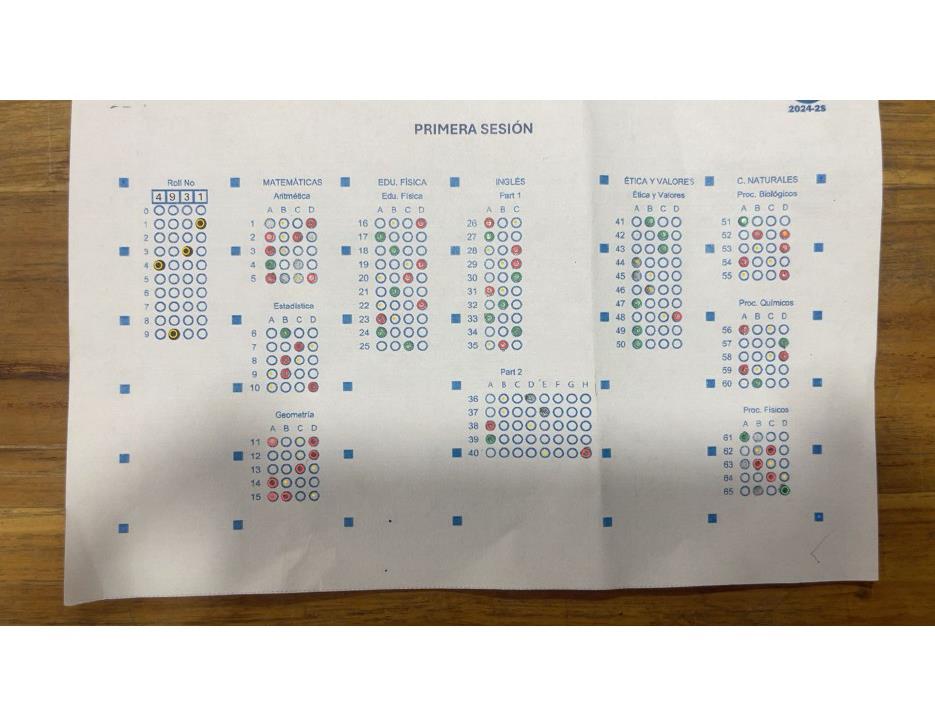 2024-2S
PRIMERA SESIÓN
Roll No
4 9 3 1
0
1
2
3
4
5
6
7
8
9
MATEMÁTICAS
Aritmética
A B C D
1
2
3
4
5
Estadística
A B C D
6
7
8
9
10
Geometría
A B C D
11
12
13
14
15
EDU. FÍSICA
Edu. Física
A B C D
16
17
18
19
20
21
22
23
24
25
INGLÉS
Part 1
A B C
26
27
28
29
30
31
32
33
34
35
Part 2
A B C D E F G H
36
37
38
39
40
ÉTICA Y VALORES
Ética y Valores
A B C D
41
42
43
44
45
46
47
48
49
50
C. NATURALES
Proc. Biológicos
A B C D
51
52
53
54
55
Proc. Químicos
A B C D
56
57
58
59
60
Proc. Físicos
A B C D
61
62
63
64
65